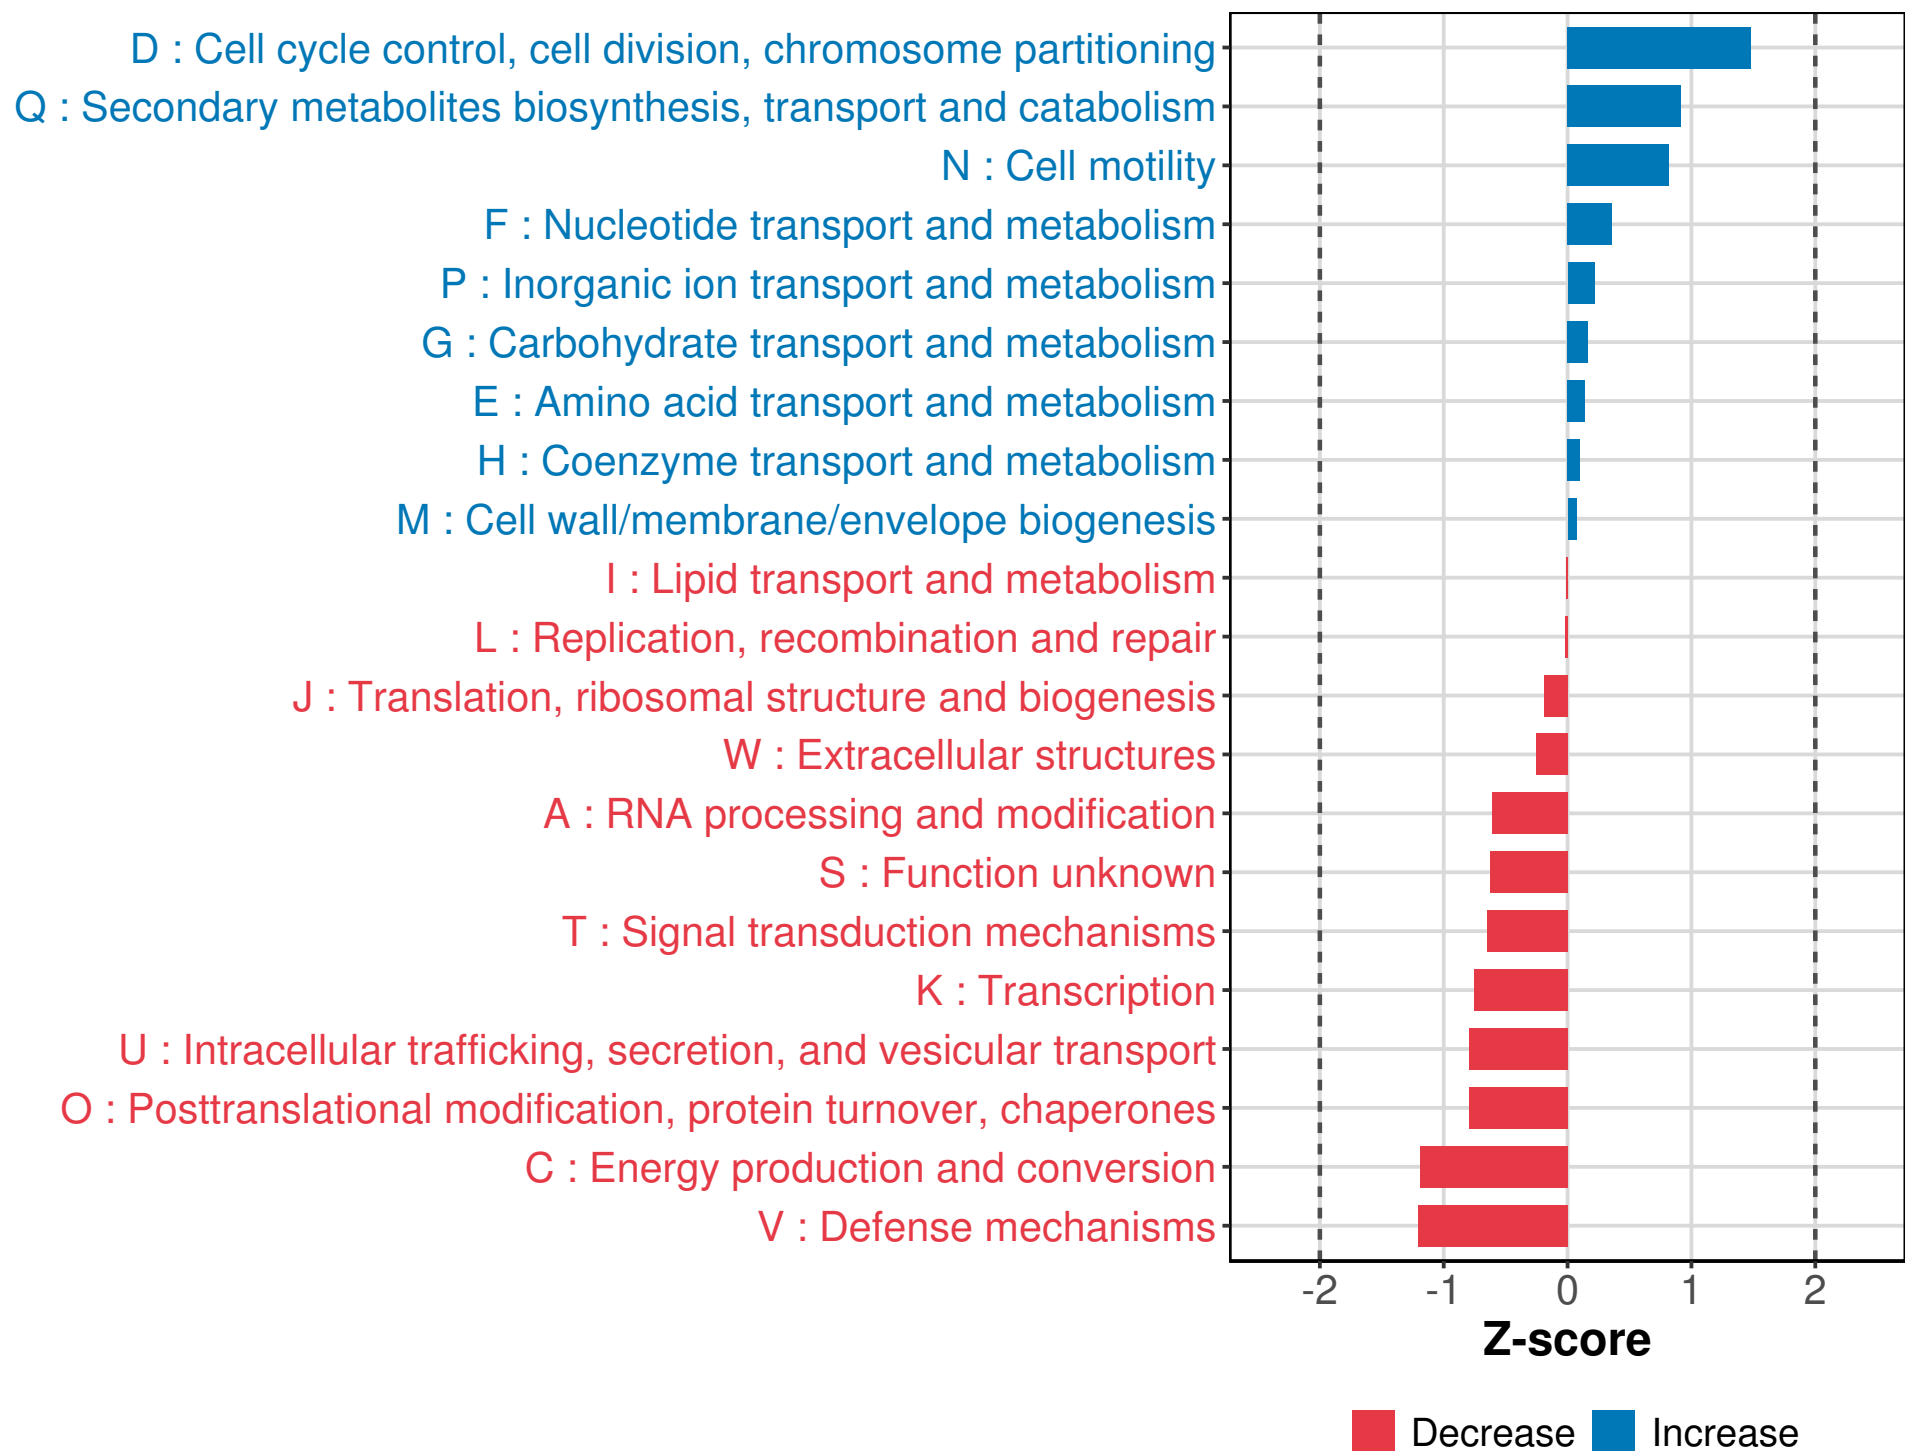 D : Cell cycle control, cell division, chromosome partitioning
Q : Secondary metabolites biosynthesis, transport and catabolism
N : Cell motility
F : Nucleotide transport and metabolism
P : Inorganic ion transport and metabolism
G : Carbohydrate transport and metabolism
E : Amino acid transport and metabolism
H : Coenzyme transport and metabolism
M : Cell wall/membrane/envelope biogenesis
I : Lipid transport and metabolism
L : Replication, recombination and repair
J : Translation, ribosomal structure and biogenesis
W : Extracellular structures
A : RNA processing and modification
S : Function unknown
T : Signal transduction mechanisms
K : Transcription
U : Intracellular trafficking, secretion, and vesicular transport
O : Posttranslational modification, protein turnover, chaperones
C : Energy production and conversion
V : Defense mechanisms
-2 -1 0 1 2
Z-score
Decrease Increase